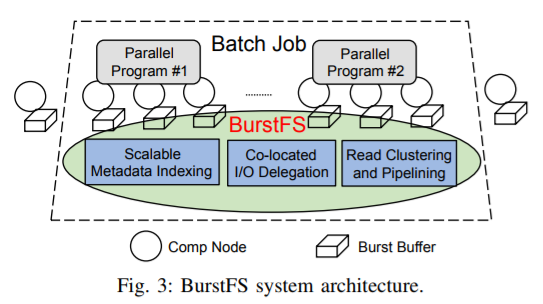 Batch Job
Parallel
Program #1
Parallel
Program #2
BurstFS
Scalable
Metadata Indexing
Co-located
I/O Delegation
Read Clustering
and Pipelining
Comp Node
Burst Buffer
Fig. 3: BurstFS system architecture.